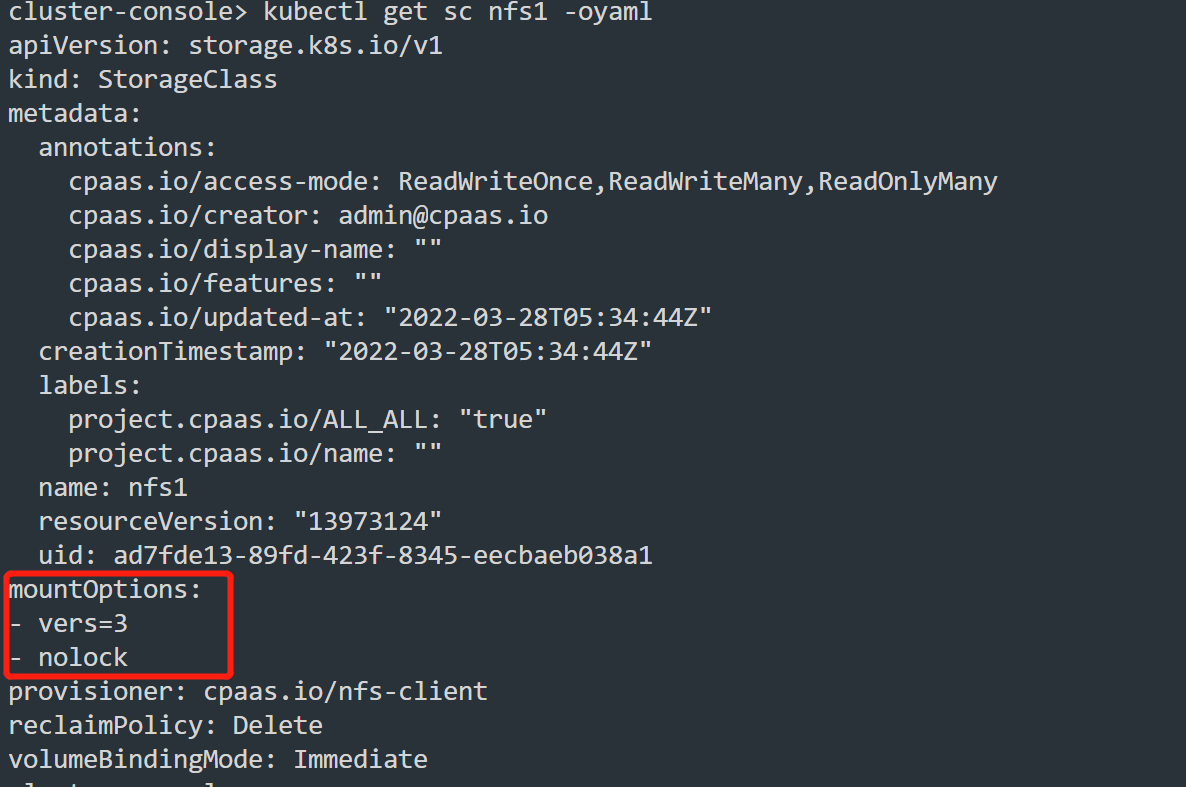 cluster-console> kubectl get sc nfs1 -oyaml
apiVersion: storage.k8s.io/v1
kind: StorageClass
metadata:
  annotations:
    cpaas.io/access-mode: ReadWriteOnce,ReadWriteMany,ReadOnlyMany
    cpaas.io/creator: admin@cpaas.io
    cpaas.io/display-name: ""
    cpaas.io/features: ""
    cpaas.io/updated-at: "2022-03-28T05:34:44Z"
  creationTimestamp: "2022-03-28T05:34:44Z"
  labels:
    project.cpaas.io/ALL_ALL: "true"
    project.cpaas.io/name: ""
  name: nfs1
  resourceVersion: "13973124"
  uid: ad7fde13-89fd-423f-8345-eecbaeb038a1
mountOptions:
- vers=3
- nolock
provisioner: cpaas.io/nfs-client
reclaimPolicy: Delete
volumeBindingMode: Immediate